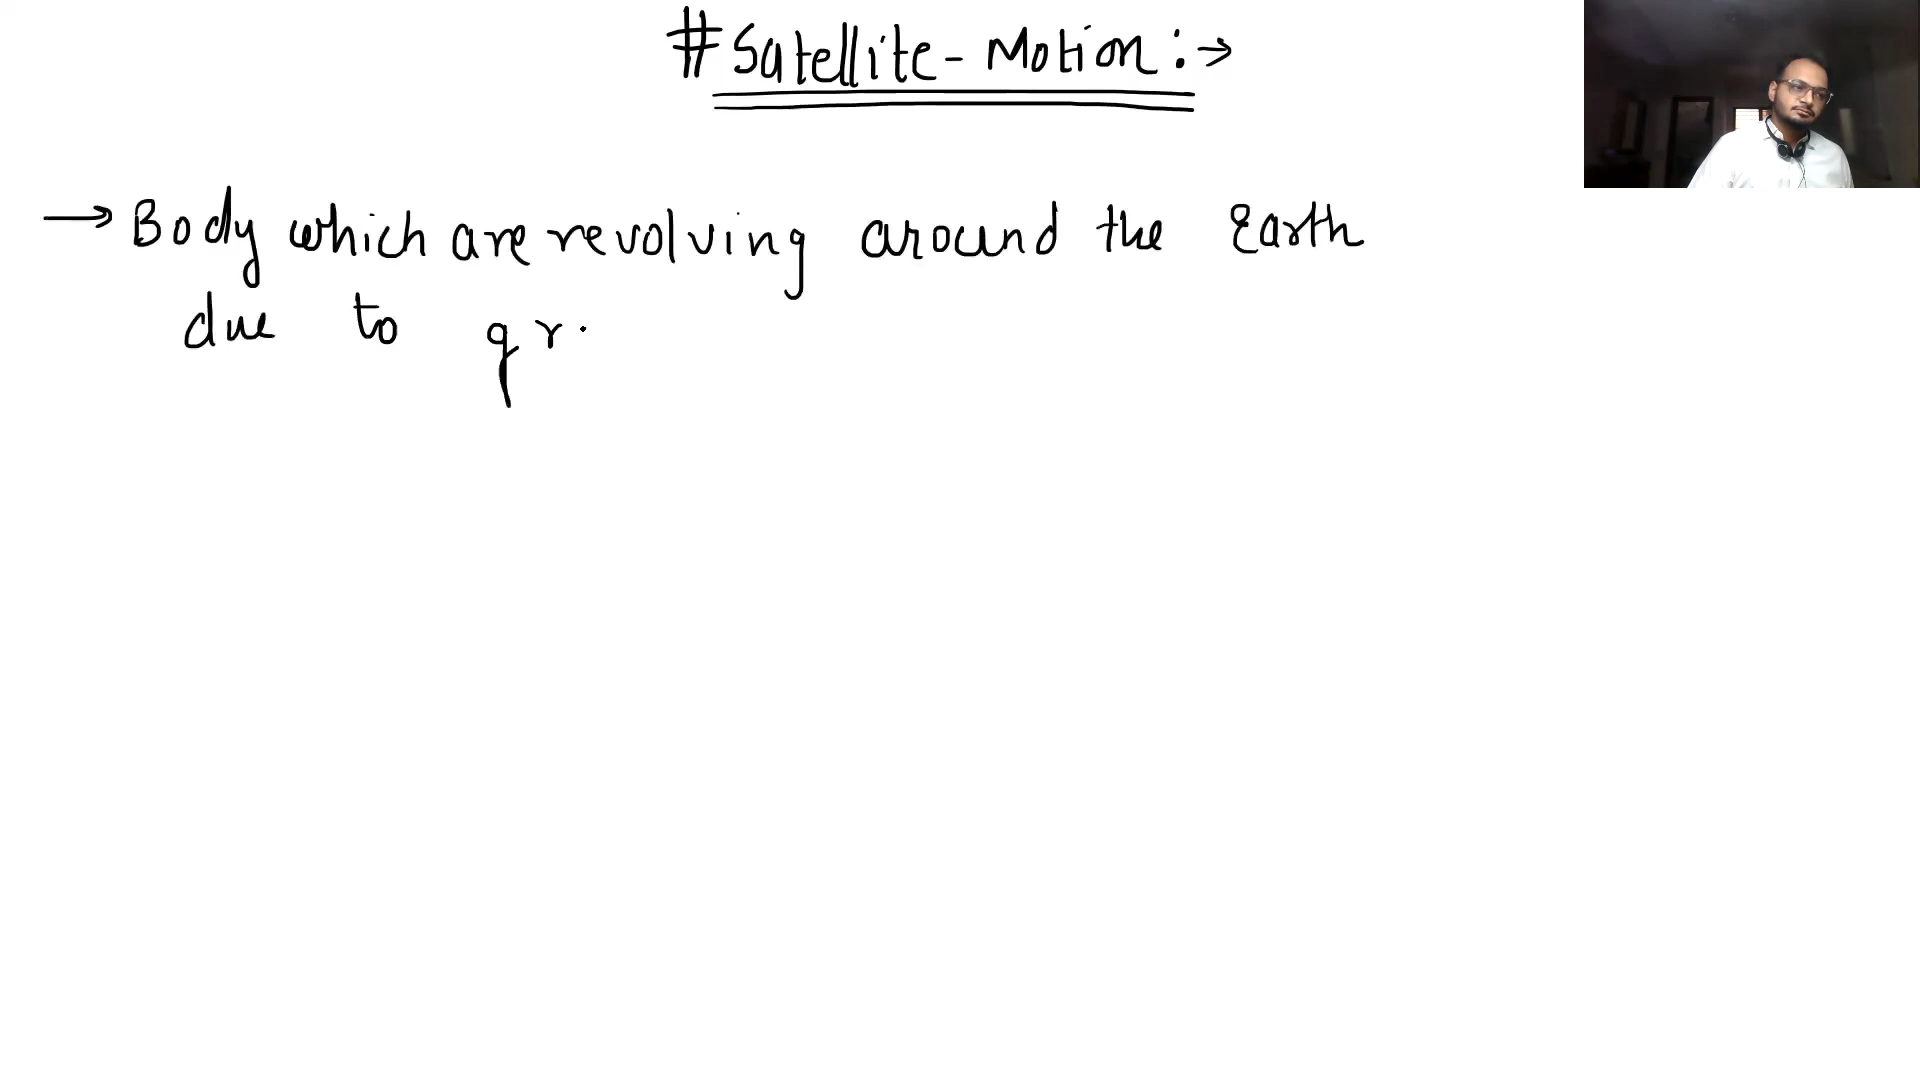 #Satellite - Motion :→
→ Body which are revolving around the Earth
due to gr